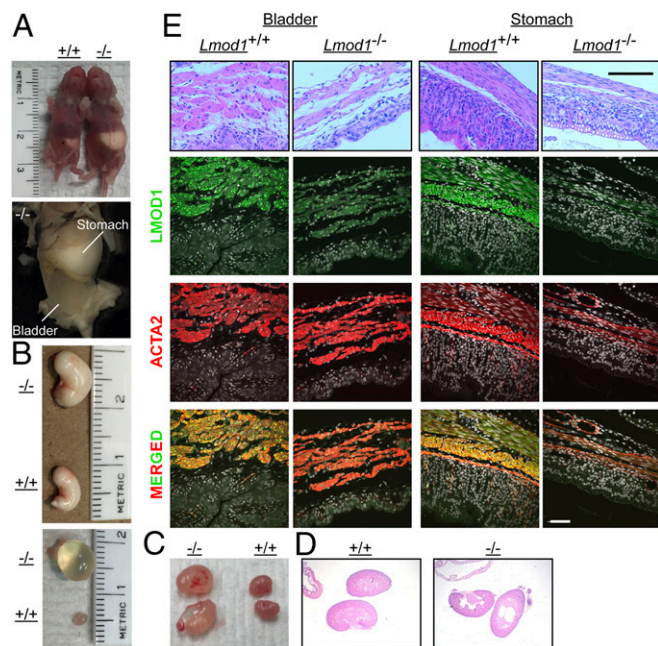 A
+/+ -/-
METRIC 1 2 3
-/-
Stomach
Bladder
B
-/-
+/+
2
1
METRIC
-/-
+/+
2
1
METRIC
C
-/- +/+
D
+/+ -/-
E
Bladder Stomach
Lmod1+/+ Lmod1-/- Lmod1+/+ Lmod1-/-
LMOD1
ACTA2
MERGED